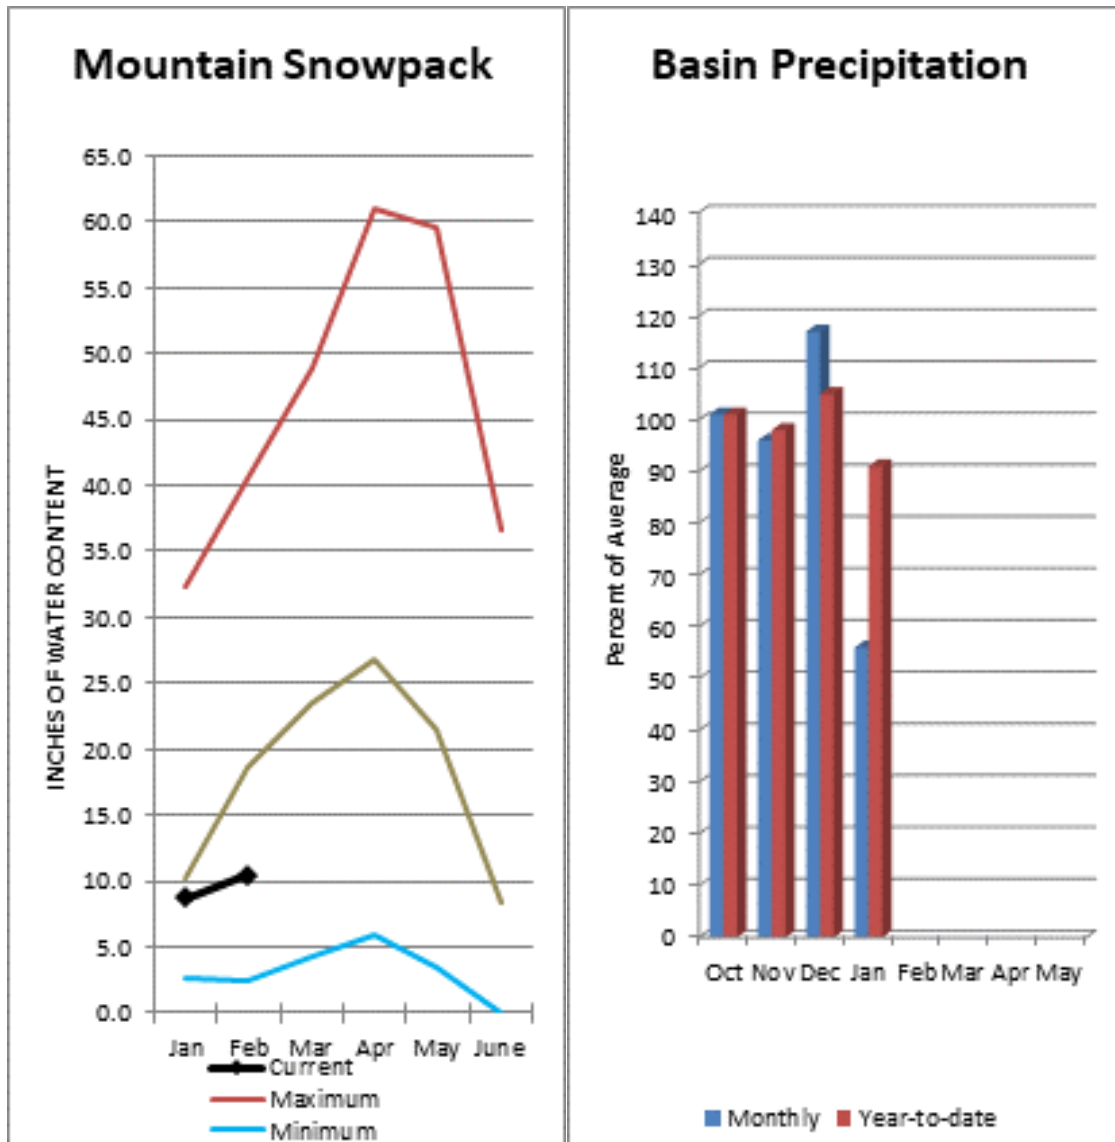 Mountain Snowpack
INCHES OF WATER CONTENT
65.0
60.0
55.0
50.0
45.0
40.0
35.0
30.0
25.0
20.0
15.0
10.0
5.0
0.0
Jan Feb Mar Apr May June
Current
Maximum
Minimum
Basin Precipitation
Percent of Average
140
130
120
110
100
90
80
70
60
50
40
30
20
10
0
Oct Nov Dec Jan Feb Mar Apr May
Monthly Year-to-date